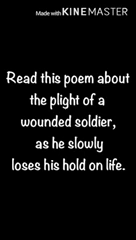 Made with KINEMASTER
Read this poem about
the plight of a
wounded soldier,
as he slowly
loses his hold on life.